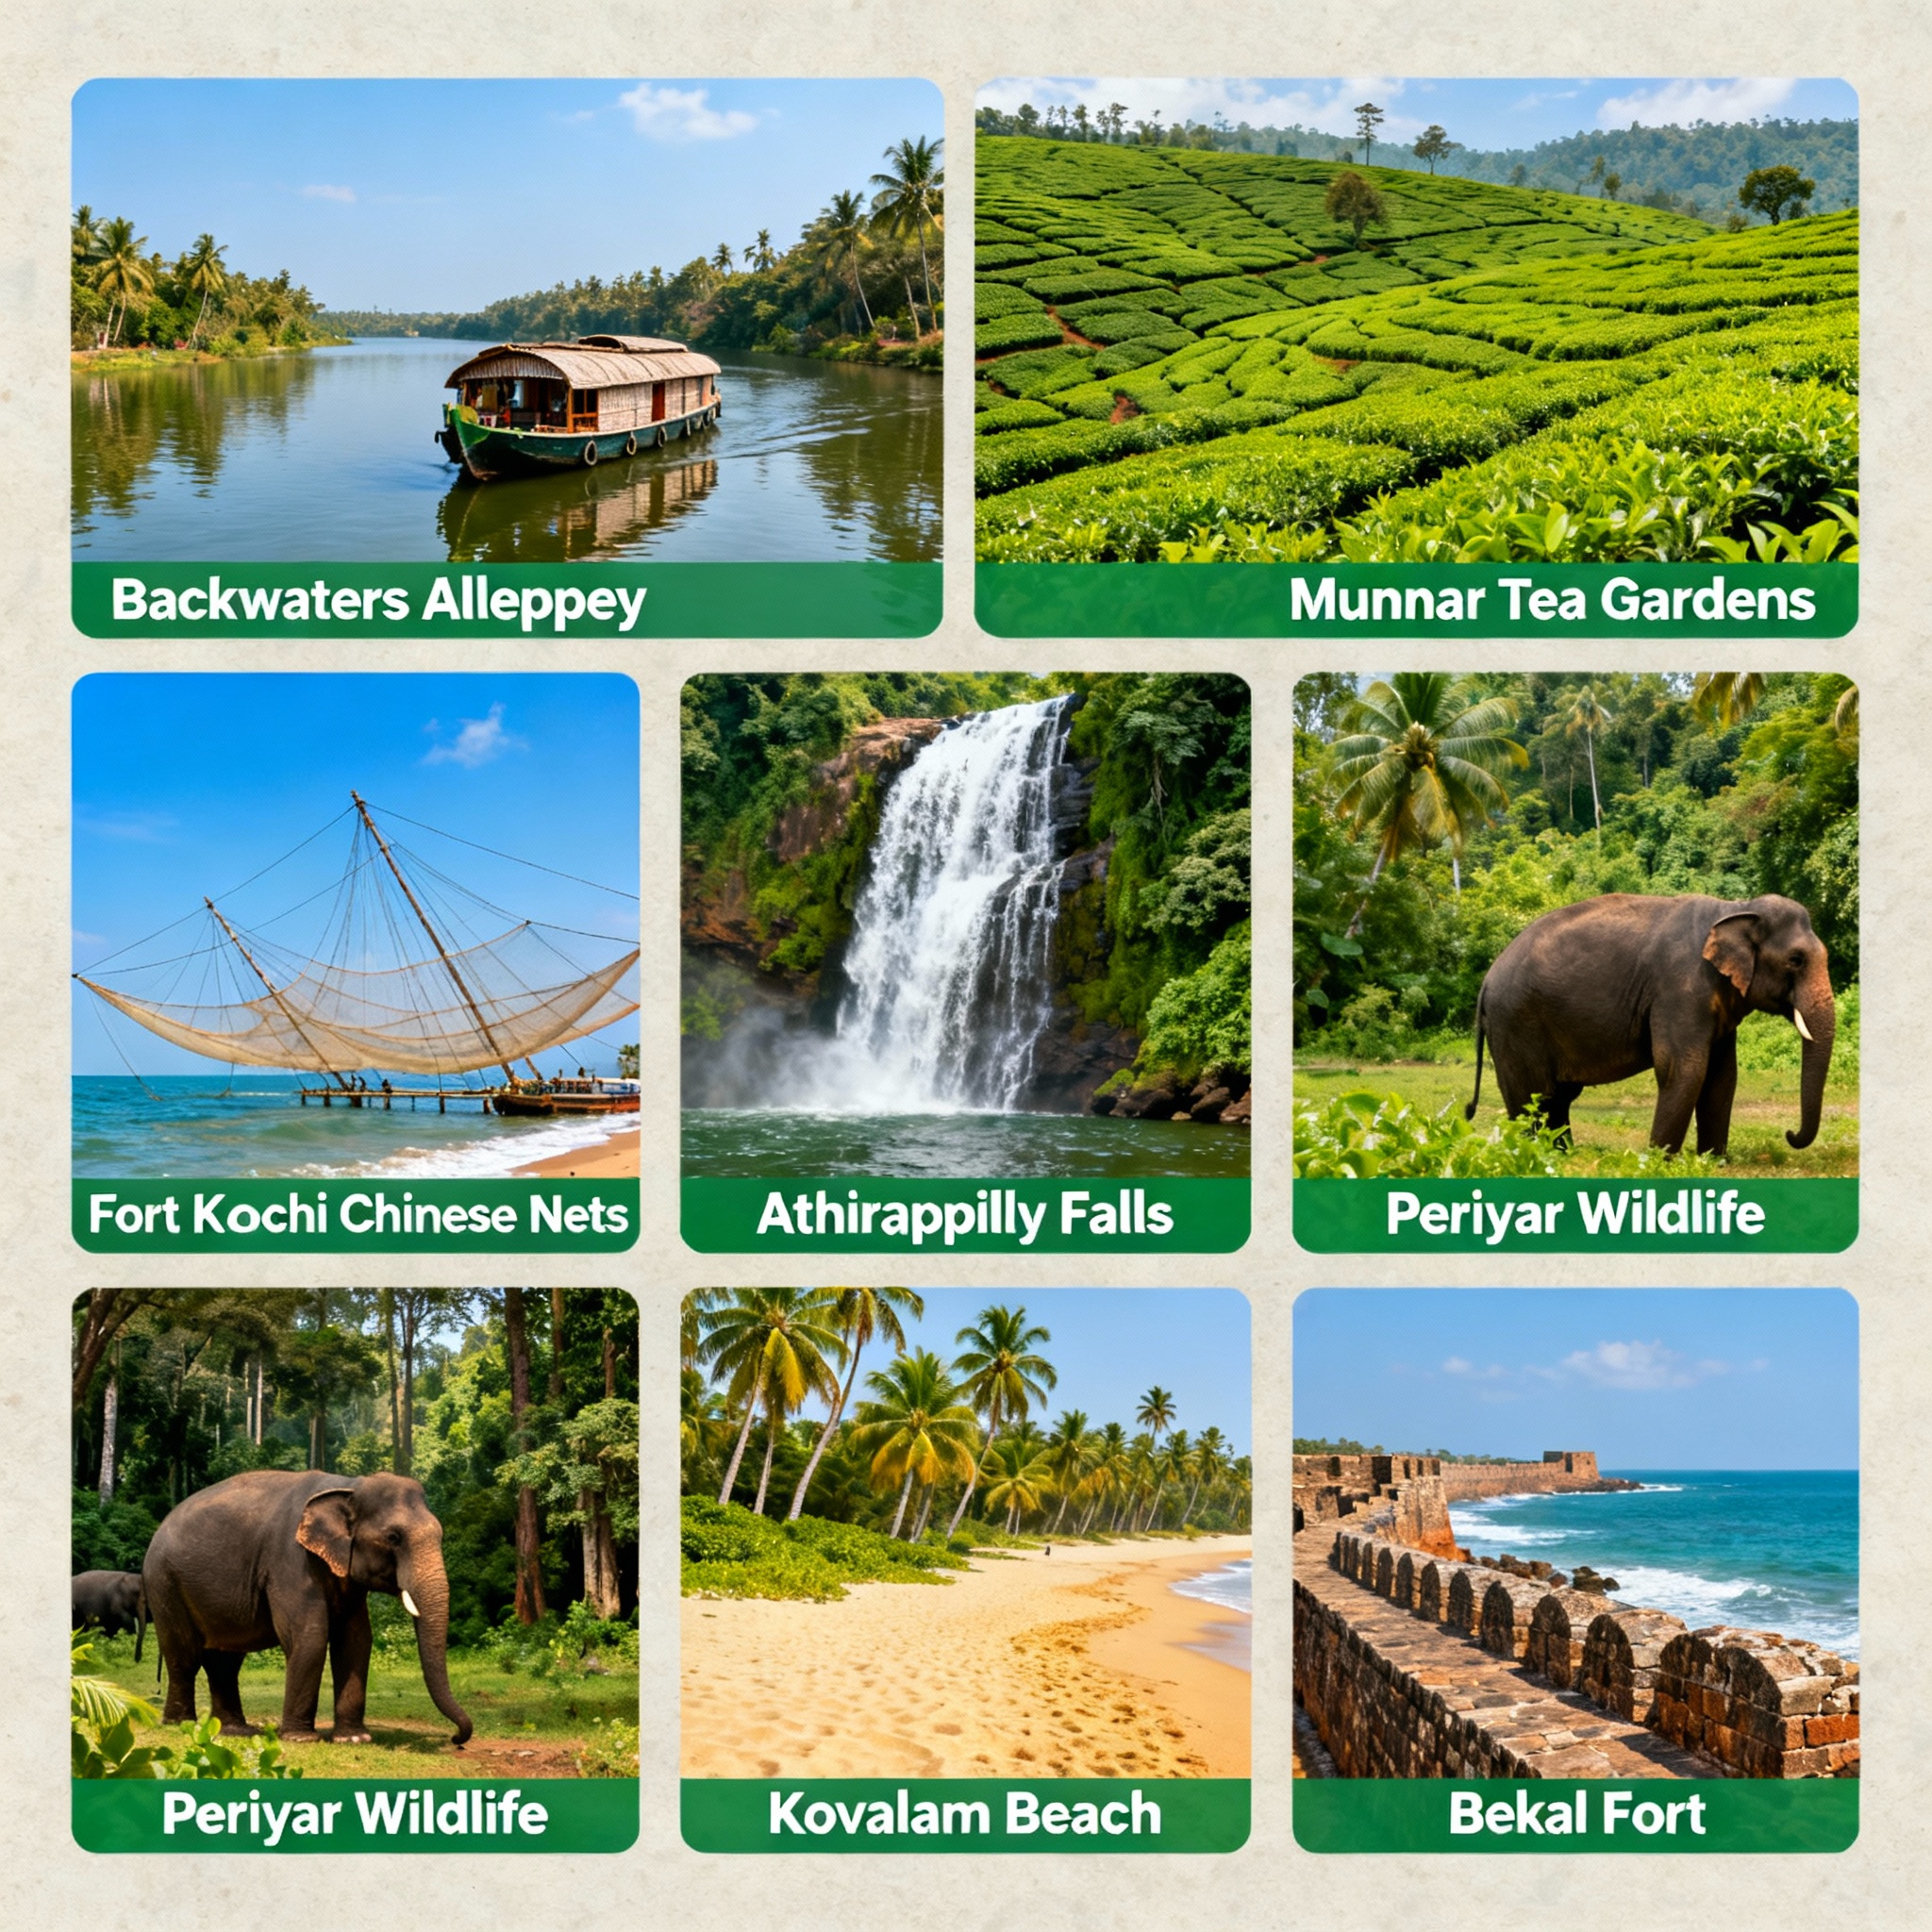 Backwaters Alleppey
Munnar Tea Gardens
Fort Kochi Chinese Nets
Athirappilly Falls
Periyar Wildlife
Periyar Wildlife
Kovalam Beach
Bekal Fort